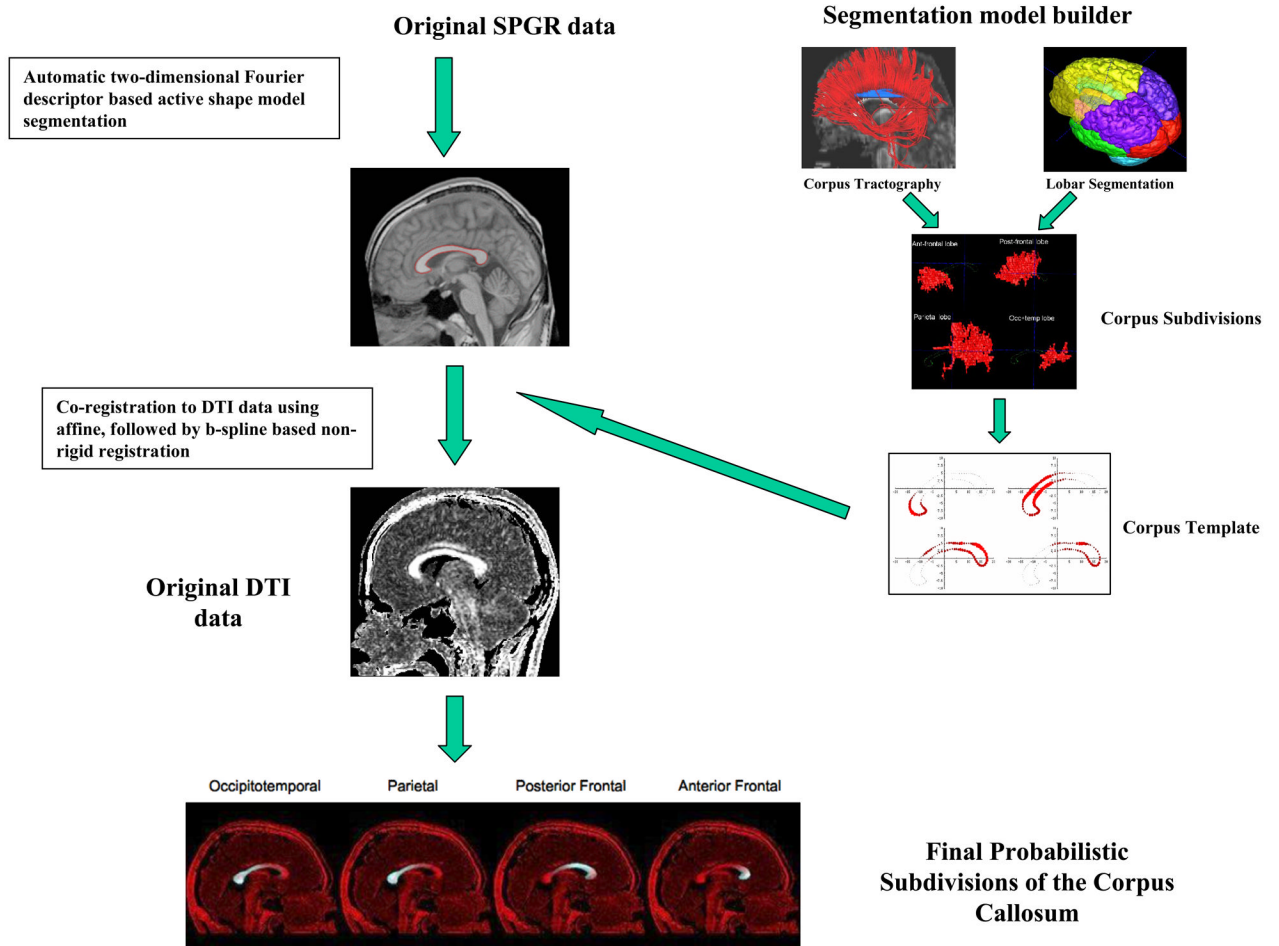 Original SPGR data
Segmentation model builder
Automatic two-dimensional Fourier
descriptor based active shape model
segmentation
Corpus Tractography
Lobar Segmentation
Ant-frontal lobe
Post-frontal lobe
Parietal lobe
Occ+temp lobe
Corpus Subdivisions
Co-registration to DTI data using
affine, followed by b-spline based non-
rigid registration
Corpus Template
Original DTI
data
Occipitotemporal
Parietal
Posterior Frontal
Anterior Frontal
Final Probabilistic
Subdivisions of the Corpus
Callosum